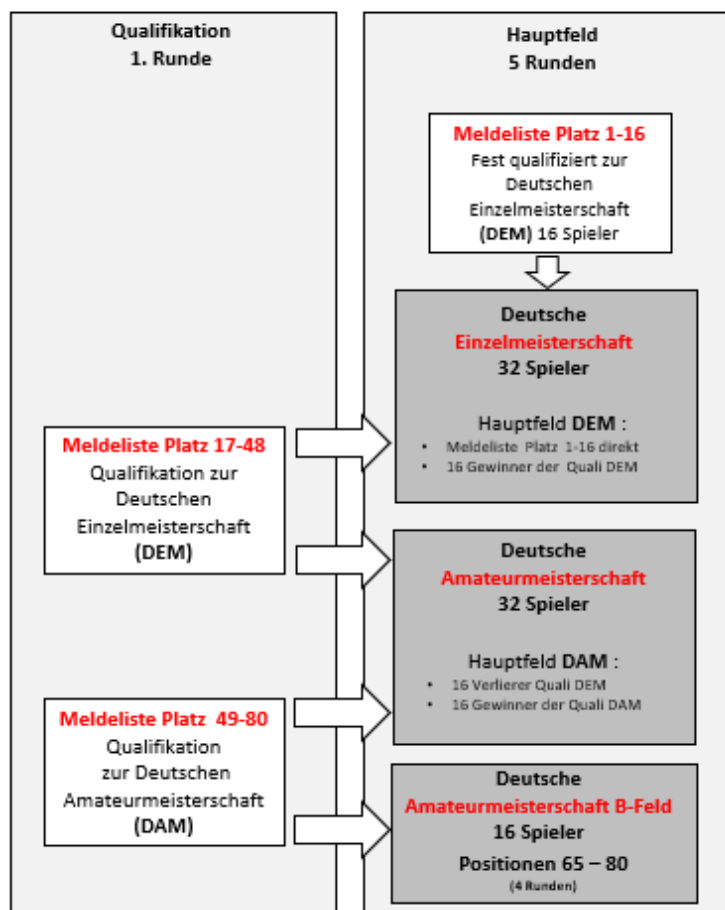 Qualifikation
1. Runde
Hauptfeld
5 Runden
Meldeliste Platz 1-16
Fest qualifiziert zur
Deutschen
Einzelmeisterschaft
(DEM) 16 Spieler
Deutsche
Einzelmeisterschaft
32 Spieler
Hauptfeld DEM :
• Meldeliste Platz 1-16 direkt
• 16 Gewinner der Quali DEM
Meldeliste Platz 17-48
Qualifikation zur
Deutschen
Einzelmeisterschaft
(DEM)
Deutsche
Amateurmeisterschaft
32 Spieler
Hauptfeld DAM :
• 16 Verlierer Quali DEM
• 16 Gewinner der Quali DAM
Meldeliste Platz 49-80
Qualifikation
zur Deutschen
Amateurmeisterschaft
(DAM)
Deutsche
Amateurmeisterschaft B-Feld
16 Spieler
Positionen 65 – 80
(4 Runden)